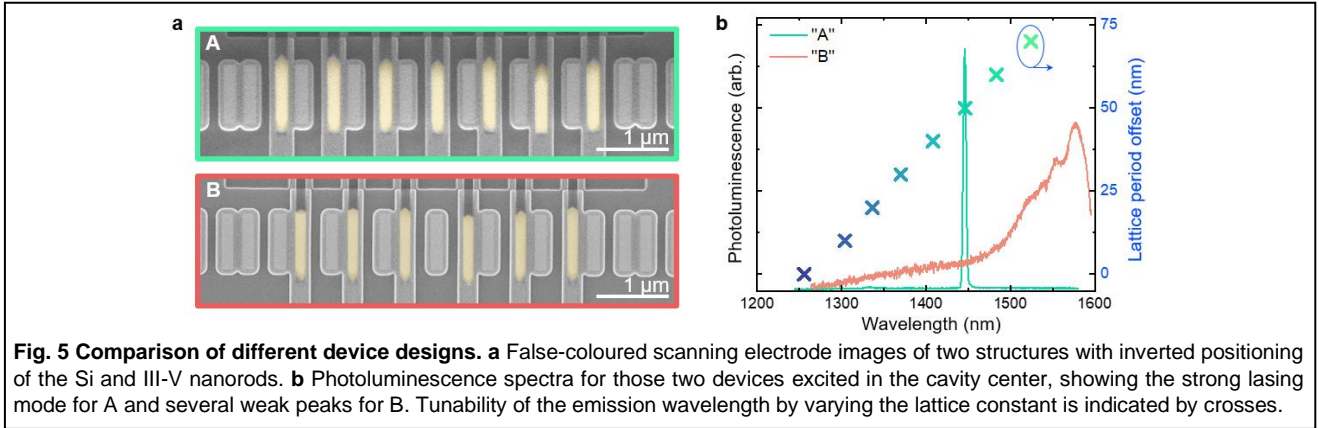 a
A
1 µm
B
1 µm
b
"A"
"B"
Photoluminescence (arb.)
75
50
25
0
Lattice period offset (nm)
1200 1300 1400 1500 1600
Wavelength (nm)
Fig. 5 Comparison of different device designs. a False-coloured scanning electrode images of two structures with inverted positioning
of the Si and III-V nanorods. b Photoluminescence spectra for those two devices excited in the cavity center, showing the strong lasing
mode for A and several weak peaks for B. Tunability of the emission wavelength by varying the lattice constant is indicated by crosses.